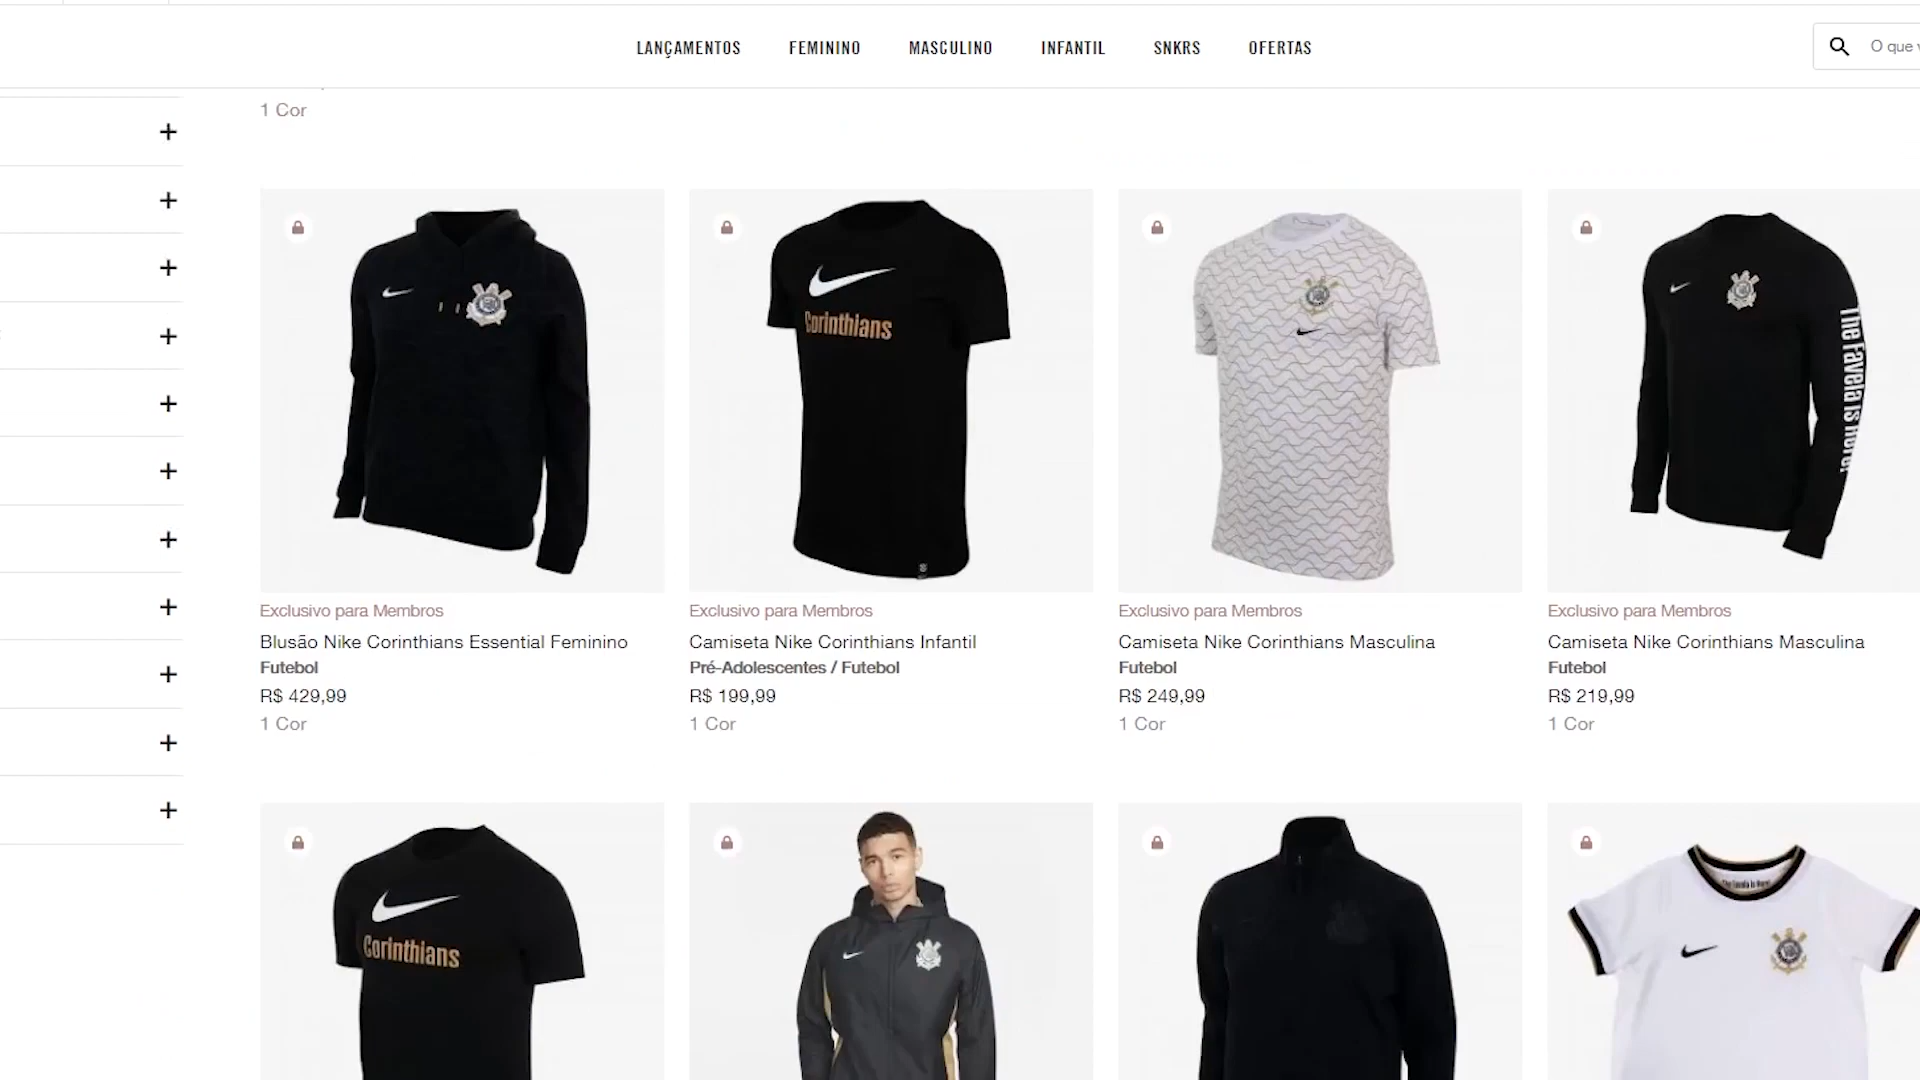 LANÇAMENTOS FEMININO MASCULINO INFANTIL SNKRS OFERTAS
O que
1 Cor
Corinthians
The Favela is Here!
Exclusivo para Membros
Blusão Nike Corinthians Essential Feminino
Futebol
R$ 429,99
1 Cor
Exclusivo para Membros
Camiseta Nike Corinthians Infantil
Pré-Adolescentes / Futebol
R$ 199,99
1 Cor
Exclusivo para Membros
Camiseta Nike Corinthians Masculina
Futebol
R$ 249,99
1 Cor
Exclusivo para Membros
Camiseta Nike Corinthians Masculina
Futebol
R$ 219,99
1 Cor
Corinthians